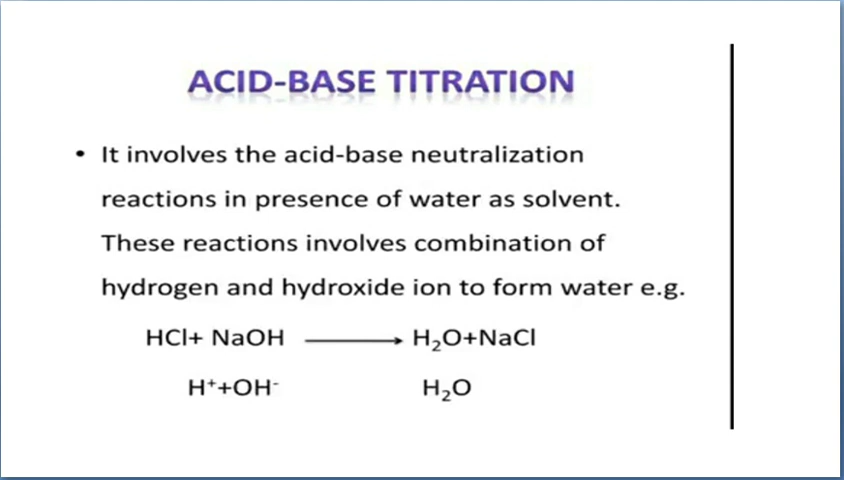 ACID-BASE TITRATION
• It involves the acid-base neutralization
reactions in presence of water as solvent.
These reactions involves combination of
hydrogen and hydroxide ion to form water e.g.
HCl+ NaOH ⟶ H₂O+NaCl
H⁺+OH⁻ H₂O